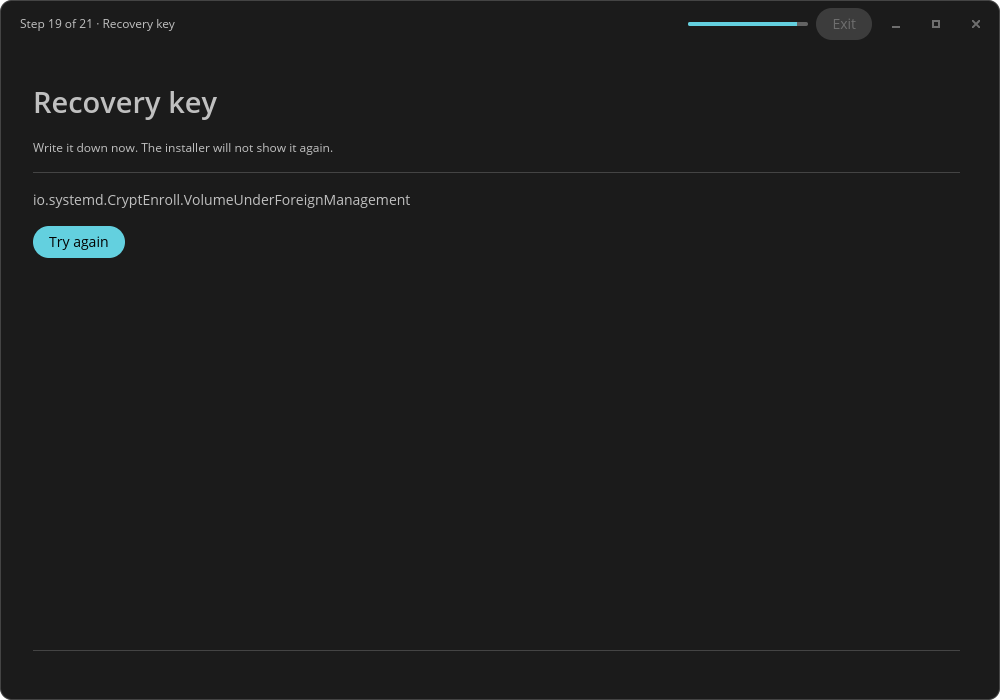 Step 19 of 21 · Recovery key
Exit
Recovery key
Write it down now. The installer will not show it again.
io.systemd.CryptEnroll.VolumeUnderForeignManagement
Try again